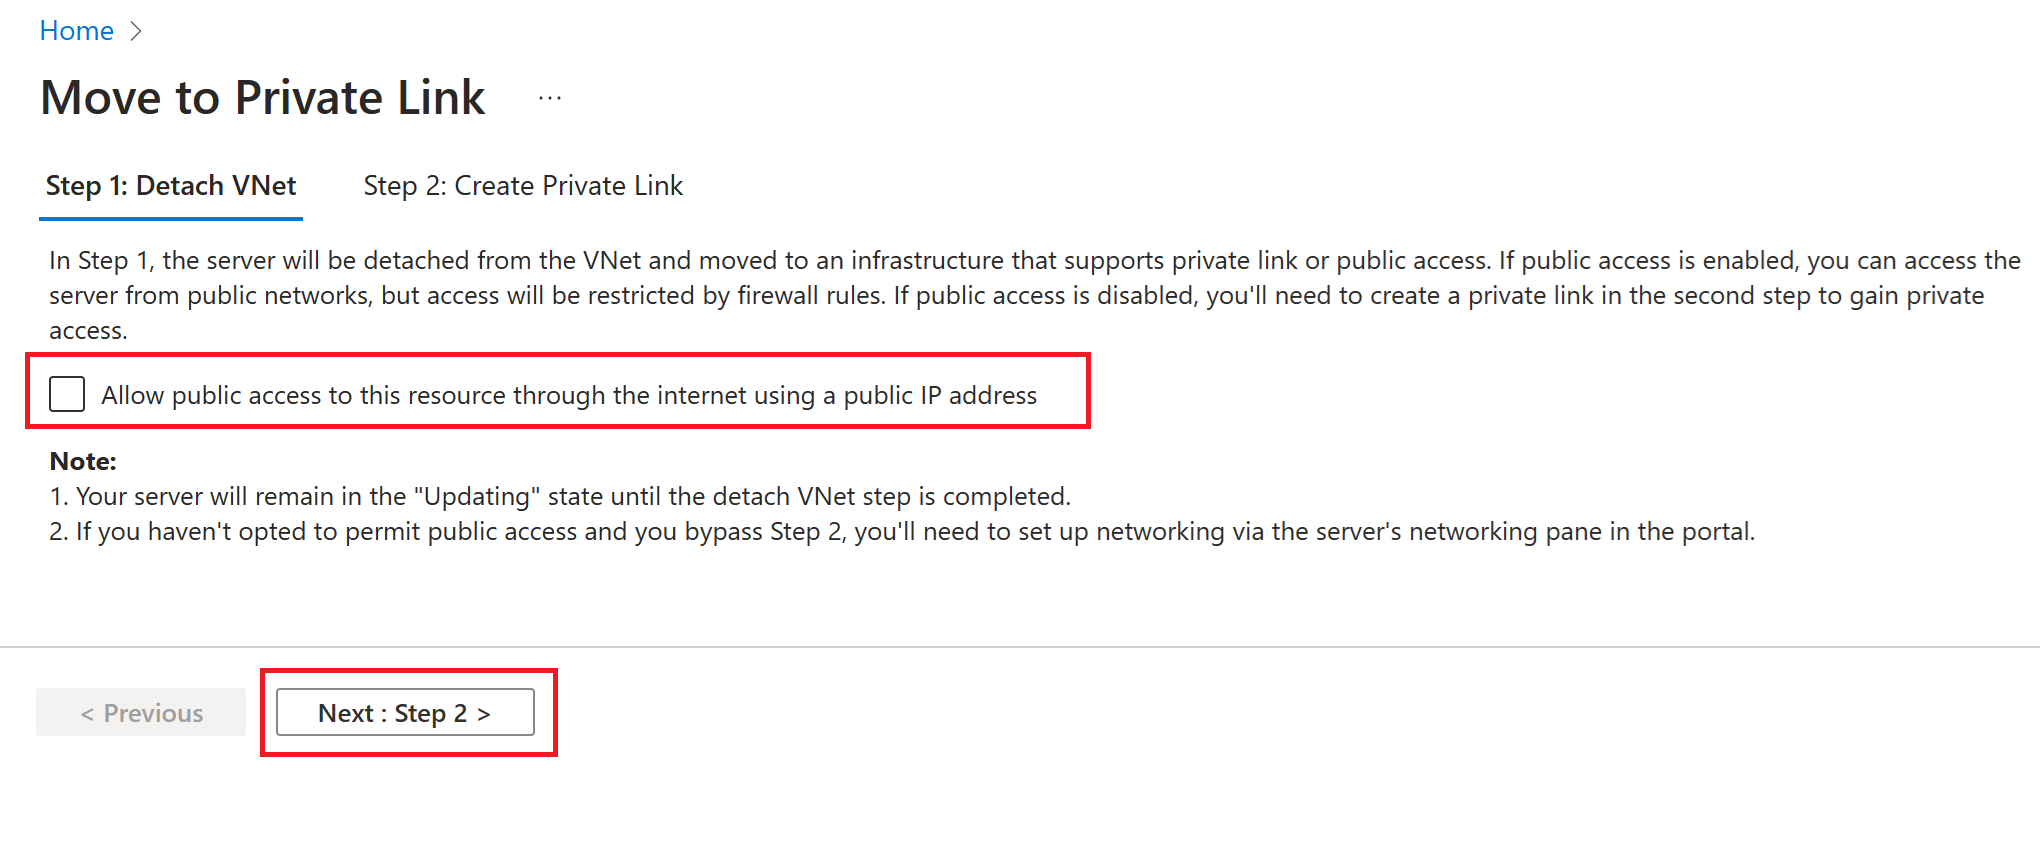 Home >
Move to Private Link ...
Step 1: Detach VNet Step 2: Create Private Link
In Step 1, the server will be detached from the VNet and moved to an infrastructure that supports private link or public access. If public access is enabled, you can access the
server from public networks, but access will be restricted by firewall rules. If public access is disabled, you'll need to create a private link in the second step to gain private
access.
Allow public access to this resource through the internet using a public IP address
Note:
1. Your server will remain in the "Updating" state until the detach VNet step is completed.
2. If you haven't opted to permit public access and you bypass Step 2, you'll need to set up networking via the server's networking pane in the portal.
< Previous Next : Step 2 >